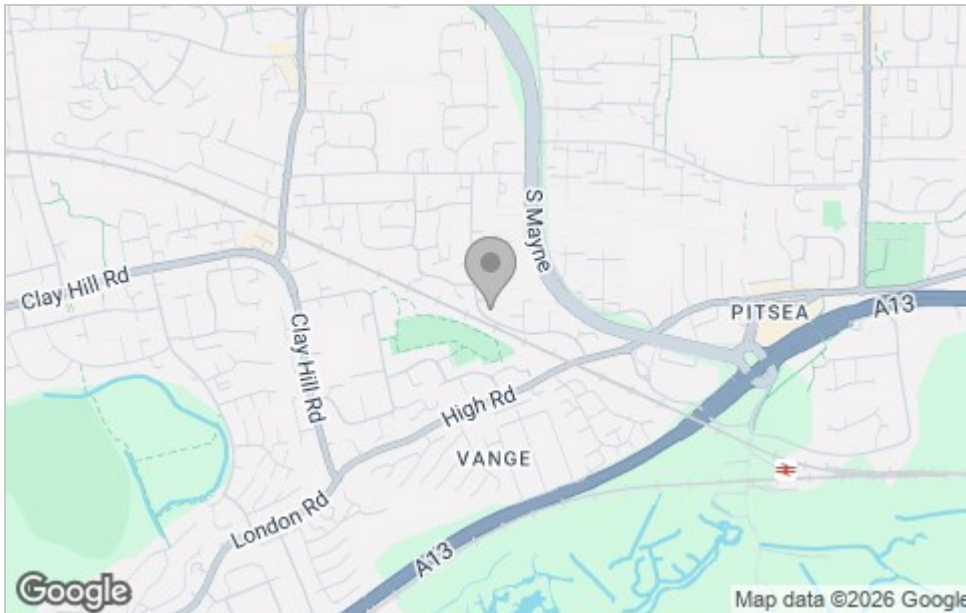 S Mayne
Clay Hill Rd
PITSEA
A13
Clay Hill Rd
High Rd
VANGE
London Rd
A13
Google
Map data ©2026 Google